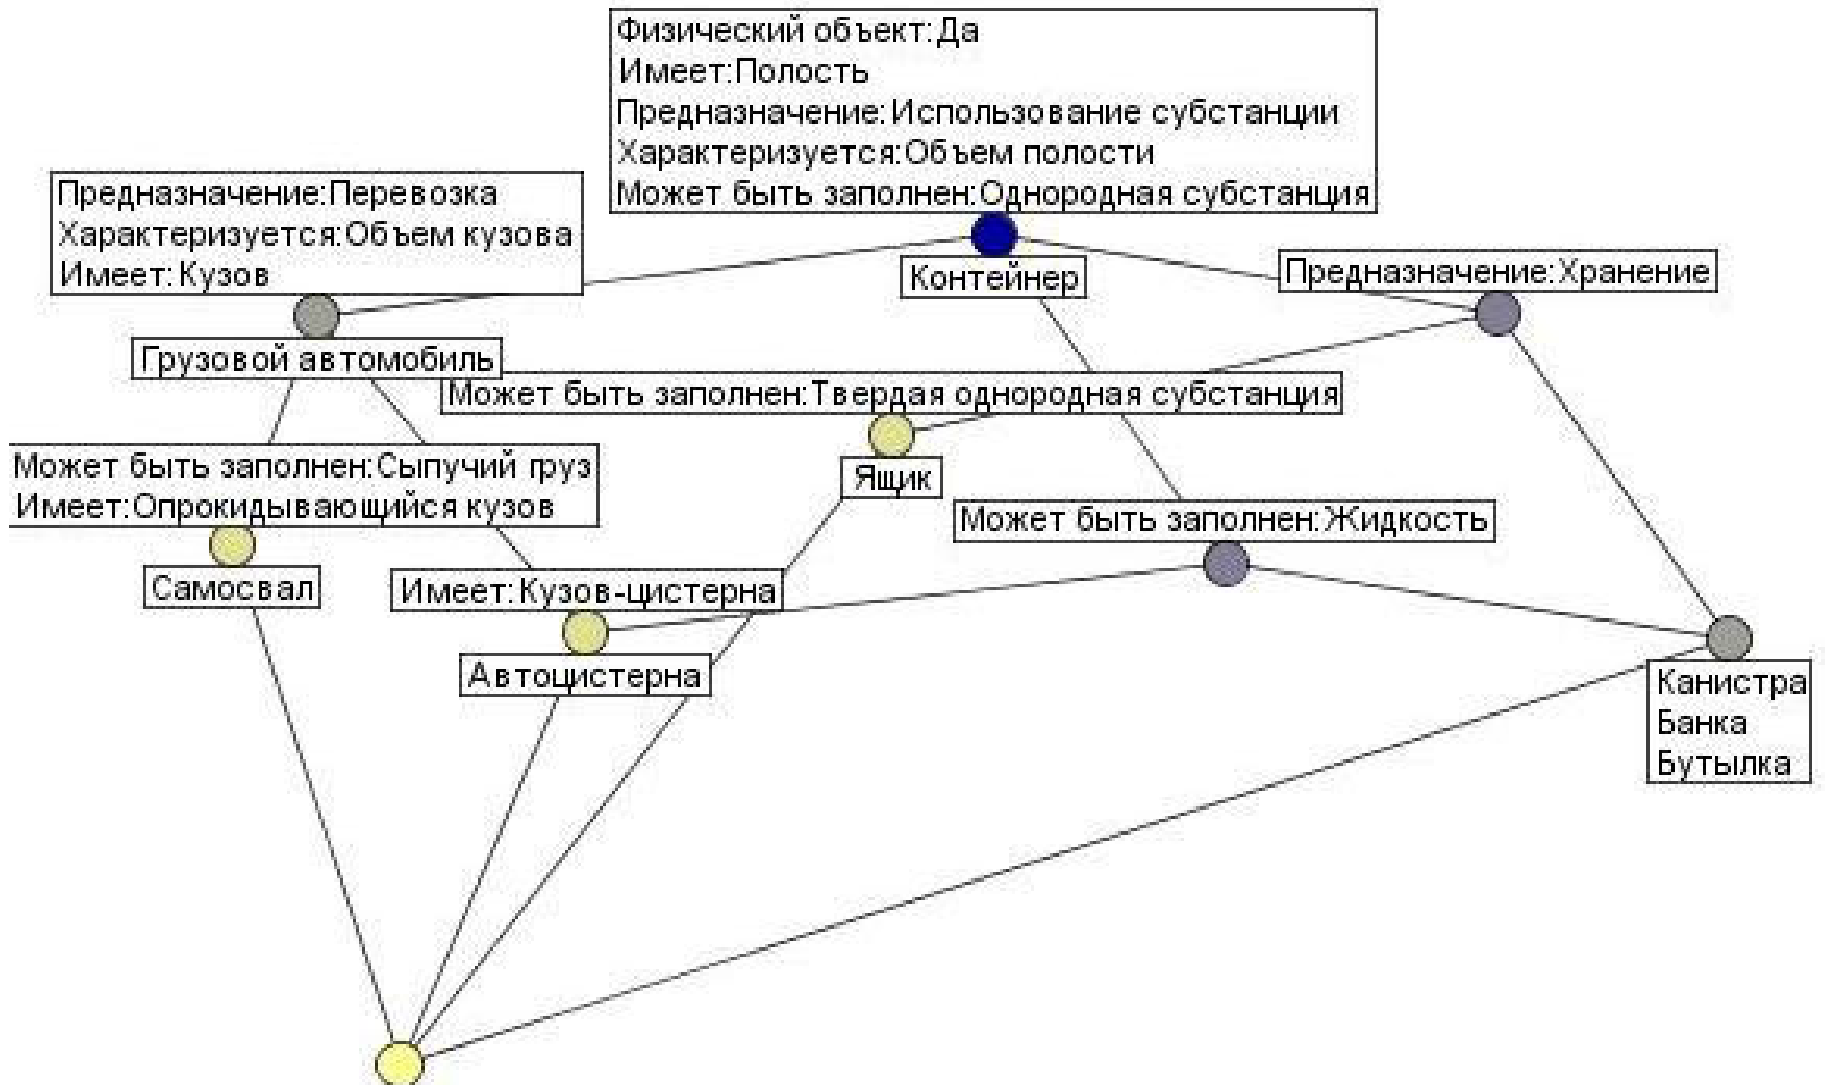 Физический объект:Да
Имеет:Полость
Предназначение:Использование субстанции
Характеризуется:Объем полости
Может быть заполнен:Однородная субстанция
Предназначение:Перевозка
Характеризуется:Объем кузова
Имеет:Кузов
Контейнер
Предназначение:Хранение
Грузовой автомобиль
Может быть заполнен:Твердая однородная субстанция
Может быть заполнен:Сыпучий груз
Имеет:Опрокидывающийся кузов
Ящик
Может быть заполнен:Жидкость
Самосвал
Имеет:Кузов-цистерна
Автоцистерна
Канистра
Банка
Бутылка